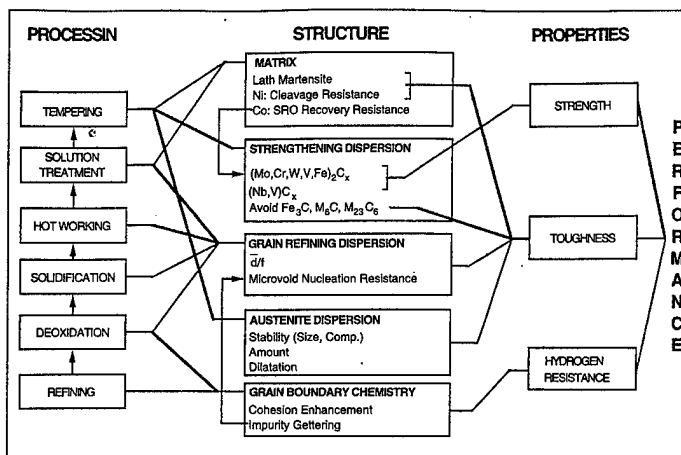 PROCESSIN
STRUCTURE
PROPERTIES
TEMPERING
SOLUTION
TREATMENT
HOT WORKING
SOLIDIFICATION
DEOXIDATION
REFINING
MATRIX
Lath Martensite
Ni: Cleavage Resistance
Co: SRO Recovery Resistance
STRENGTHENING DISPERSION
(Mo,Cr,W,V,Fe)₂Cₓ
(Nb,V)Cₓ
Avoid Fe₃C, M₆C, M₂₃C₆
GRAIN REFINING DISPERSION
d̅/f
Microvoid Nucleation Resistance
AUSTENITE DISPERSION
Stability (Size, Comp.)
Amount
Dilatation
GRAIN BOUNDARY CHEMISTRY
Cohesion Enhancement
Impurity Gettering
STRENGTH
TOUGHNESS
HYDROGEN
RESISTANCE
PERFORMANCE